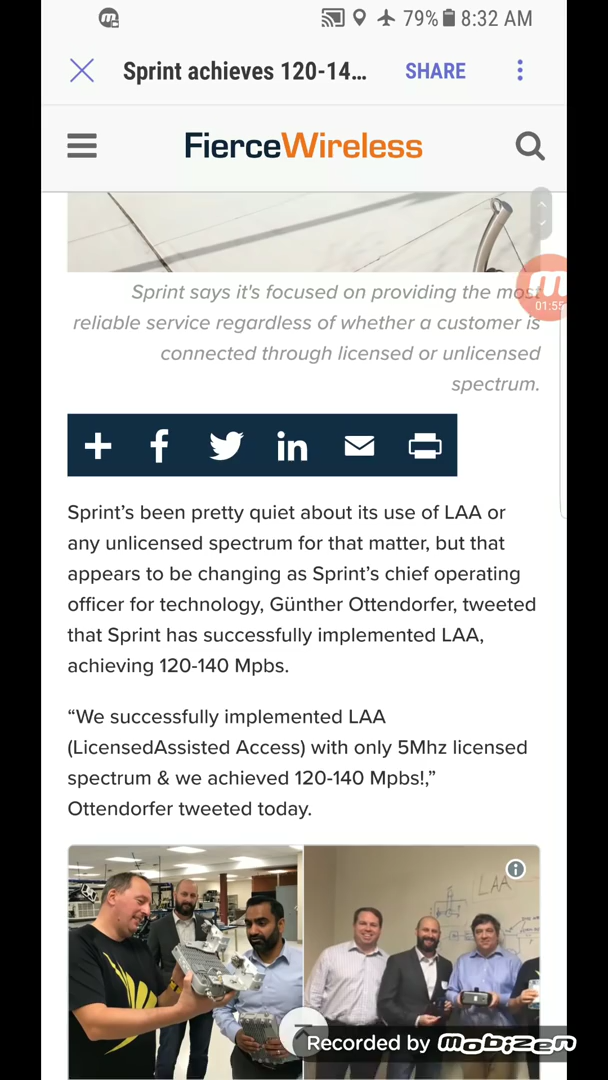 79% 8:32 AM
Sprint achieves 120-14... SHARE
FierceWireless
Sprint says it's focused on providing the most
reliable service regardless of whether a customer is
connected through licensed or unlicensed
spectrum.
01:55
Sprint’s been pretty quiet about its use of LAA or
any unlicensed spectrum for that matter, but that
appears to be changing as Sprint’s chief operating
officer for technology, Günther Ottendorfer, tweeted
that Sprint has successfully implemented LAA,
achieving 120-140 Mpbs.
“We successfully implemented LAA
(LicensedAssisted Access) with only 5Mhz licensed
spectrum & we achieved 120-140 Mpbs!,”
Ottendorfer tweeted today.
LAA
Recorded by mobizen